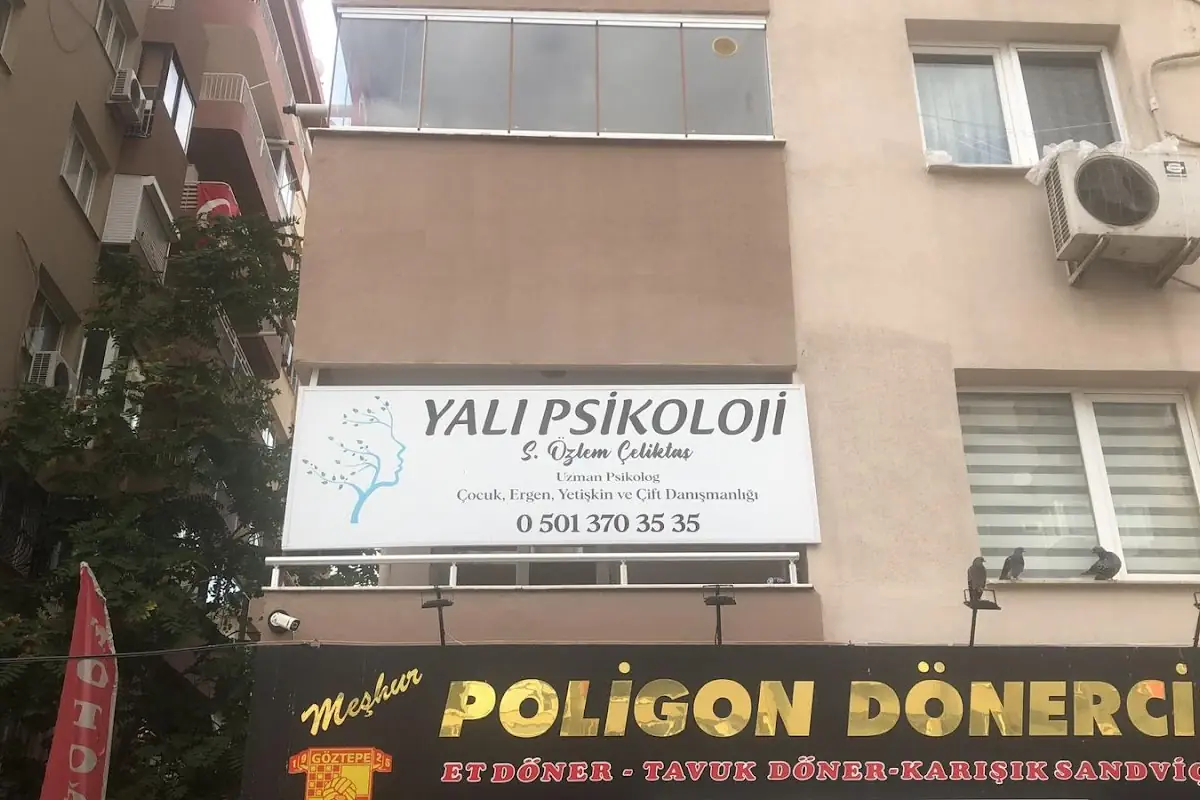 YALI PSİKOLOJİ
S. Özlem Çeliktaş
Uzman Psikolog
Çocuk, Ergen, Yetişkin ve Çift Danışmanlığı
0 501 370 35 35
Meşhur
POLİGON DÖNERCİ
GÖZTEPE
ET DÖNER - TAVUK DÖNER-KARIŞIK SANDVİÇ